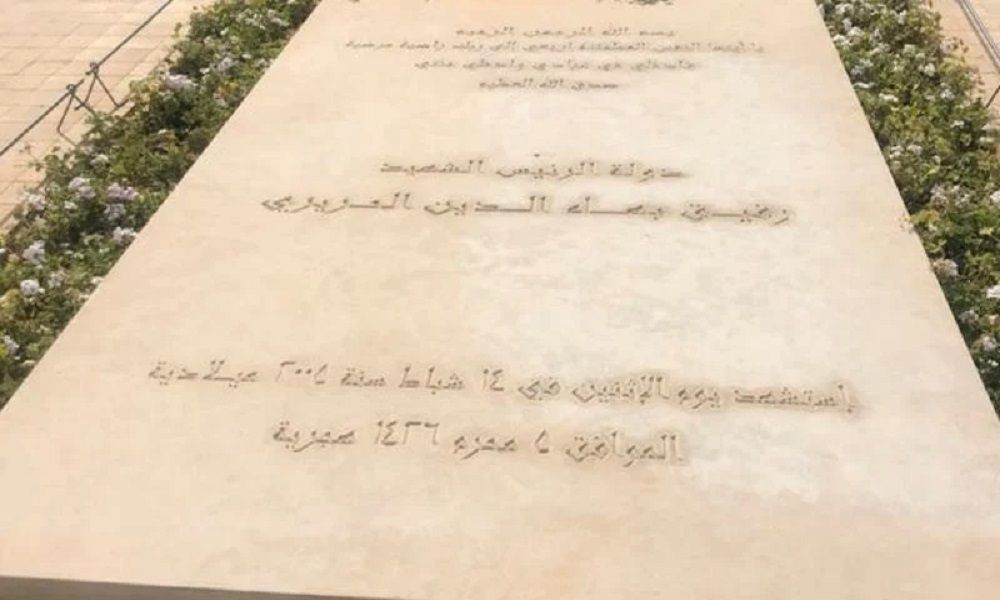 بسم الله الرحمن الرحيم
يا أيتها النفس المطمئنة ارجعي إلى ربك راضية مرضية
فادخلي في عبادي وادخلي جنتي
صدق الله العظيم
دولة الرئيس الشهيد
رفيق بهاء الدين الحريري
إستشهد يوم الإثنين في ١٤ شباط سنة ٢٠٠٥ ميلادية
الموافق ٥ محرم ١٤٢٦ هجرية